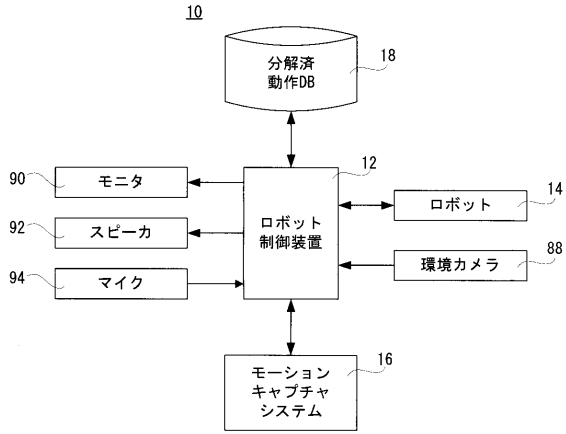 10
分解済
動作DB
18
12
90
モニタ
ロボット
14
92
スピーカ
ロボット
制御装置
94
マイク
環境カメラ
88
モーション
キャプチャ
システム
16